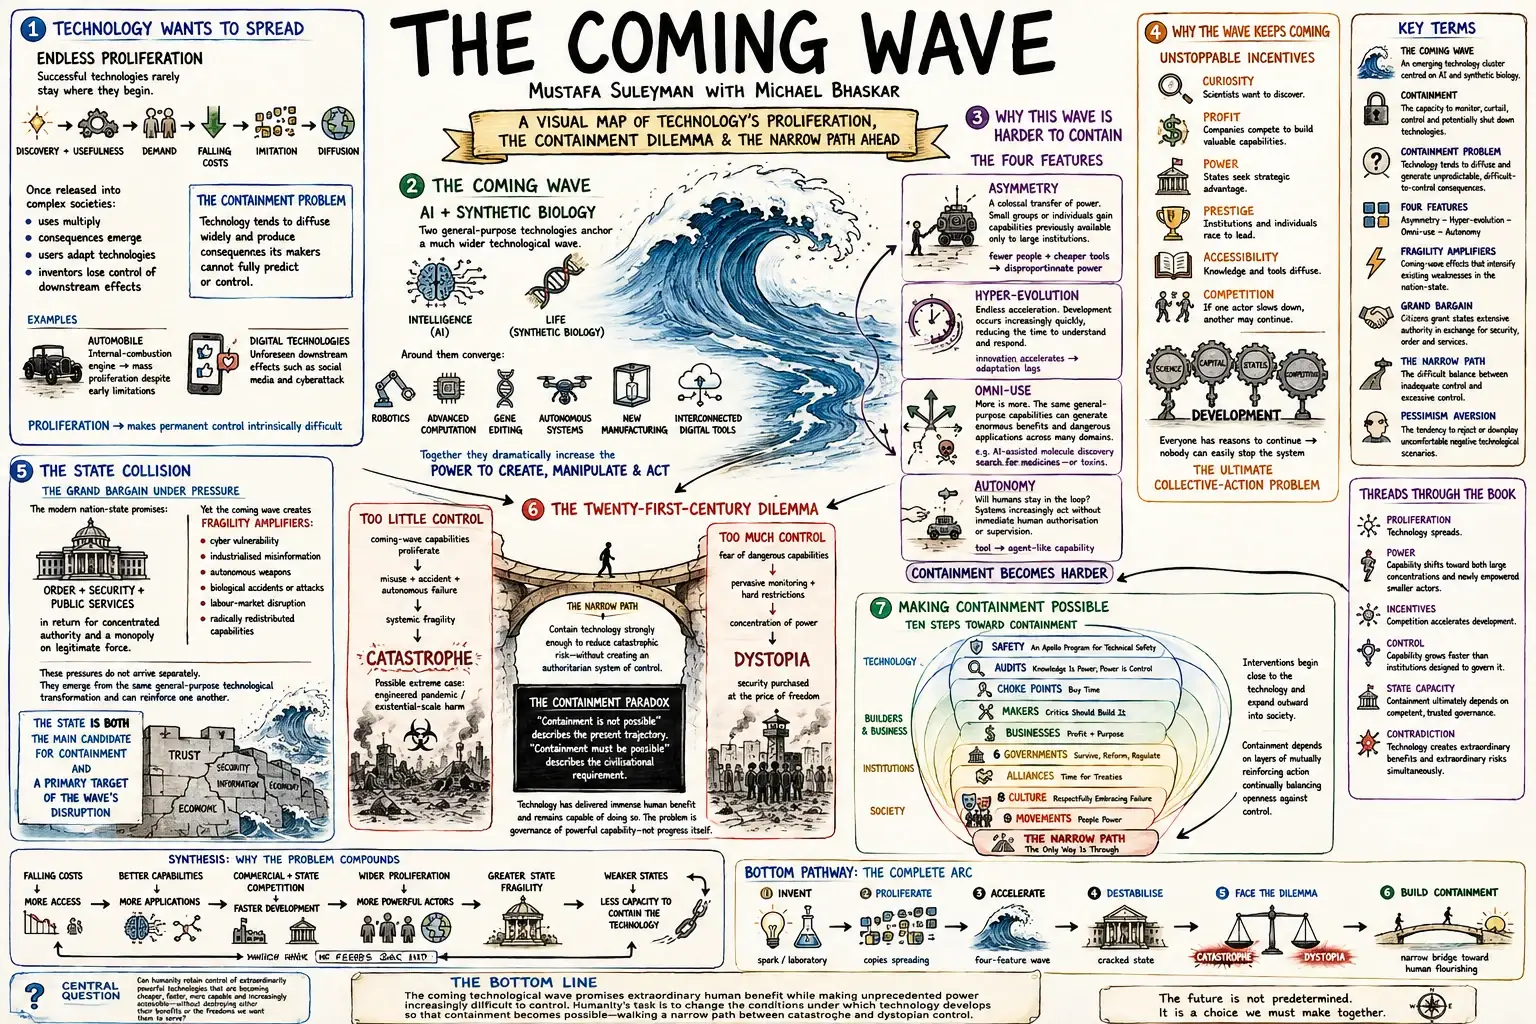 THE COMING WAVE
MUSTAFA SULEYMAN WITH MICHAEL BHASKAR
A VISUAL MAP OF TECHNOLOGY'S PROLIFERATION,
THE CONTAINMENT DILEMMA & THE NARROW PATH AHEAD
1 TECHNOLOGY WANTS TO SPREAD
ENDLESS PROLIFERATION
Successful technologies rarely
stay where they begin.
DISCOVERY + USEFULNESS
DEMAND
FALLING
COSTS
IMITATION
DIFFUSION
Once released into
complex societies:
• uses multiply
• consequences emerge
• users adapt technologies
• inventors lose control of
downstream effects
THE CONTAINMENT PROBLEM
Technology tends to diffuse
widely and produce
consequences its makers
cannot fully predict
or control.
EXAMPLES
AUTOMOBILE
Internal-combustion
engine → mass
proliferation despite
early limitations
DIGITAL TECHNOLOGIES
Unforeseen downstream
effects such as social
media and cyberattack
PROLIFERATION → makes permanent control intrinsically difficult
2 THE COMING WAVE
AI + SYNTHETIC BIOLOGY
Two general-purpose technologies anchor
a much wider technological wave.
INTELLIGENCE
(AI)
LIFE
(SYNTHETIC BIOLOGY)
Around them converge:
ROBOTICS
ADVANCED
COMPUTATION
GENE
EDITING
AUTONOMOUS
SYSTEMS
NEW
MANUFACTURING
INTERCONNECTED
DIGITAL TOOLS
Together they dramatically increase the
POWER TO CREATE, MANIPULATE & ACT
3 WHY THIS WAVE IS
HARDER TO CONTAIN
THE FOUR FEATURES
ASYMMETRY
A colossal transfer of power.
Small groups or individuals gain
capabilities previously available
only to large institutions.
fewer people + cheaper tools
→ disproportinnate power
HYPER-EVOLUTION
Endless acceleration. Development
occurs increasingly quickly,
reducing the time to understand
and respond.
innovation accelerates →
adaptation lags
OMNI-USE
More is more. The same general-
purpose capabilities can generate
enormous benefits and dangerous
applications across many domains.
e.g. AI-assisted molecule discovery
search for medicines—or toxins.
AUTONOMY
Will humans stay in the loop?
Systems increasingly act without
inmediate human authorisation
or supervision.
tool → agent-like capability
CONTAINMENT BECOMES HARDER
4 WHY THE WAVE KEEPS COMING
UNSTOPPABLE INCENTIVES
CURIOSITY
Scientists want to discover.
PROFIT
Companies compete to build
valuable capabilities.
POWER
States seek strategic
advantage.
PRESTIGE
Institutions and individuals
race to lead.
ACCESSIBILITY
Knowledge and tools diffuse.
COMPETITION
If one actor slows down,
another may continue.
SCIENCE
CAPITAL
STATES
DEVELOPMENT
Everyone has reasons to continue →
nobody can easily stop the system
THE ULTIMATE
COLLECTIVE-ACTION PROBLEM
KEY TERMS
THE COMING WAVE
An emerging technology cluster
centred on AI and synthetic biology.
CONTAINMENT
The capacity to monitor, curtail,
control and potentially shut down
technologies.
CONTAINMENT PROBLEM
Technology tends to diffuse and
generate unpredictable, difficult-
to-control consequences.
FOUR FEATURES
Asymmetry – Hyper-evolution –
Omni-use – Autonomy
FRAGILITY AMPLIFIERS
Coming-wave effects that intensify
existing weaknesses in the
nation-state.
GRAND BARGAIN
Citizens grant states extensive
authority in exchange for security,
order and services.
THE NARROW PATH
The difficult balance between
inadequate control and
excessive control.
PESSIMISM AVERSION
The tendency to reject or downplay
uncomfortable negative technological
scenarios.
THREADS THROUGH THE BOOK
PROLIFERATION
Technology spreads.
POWER
Capability shifts toward both large
concentrations and newly empowered
smaller actors.
INCENTIVES
Competition accelerates development.
CONTROL
Capability grows faster than
institutions designed to govern it.
STATE CAPACITY
Containment ultimately depends on
competent, trusted governance.
CONTRADICTION
Technology creates extraordinary
benefits and extraordinary risks
simultaneously.
5 THE STATE COLLISION
THE GRAND BARGAIN UNDER PRESSURE
The modern nation-state promises:
ORDER + SECURITY +
PUBLIC SERVICES
in return for concentrated
authority and a monopoly
on legitimate force.
Yet the coming wave creates
FRAGILITY AMPLIFIERS:
• cyber vulnerability
• industrialised misinformation
• autonomous weapons
• biological accidents or attacks
• labour-market disruption
• radically redistributed
capabilities
These pressures do not arrive separately.
They emerge from the same general-purpose technological
transformation and can reinforce one another.
THE STATE IS BOTH
THE MAIN CANDIDATE
FOR CONTAINMENT
AND
A PRIMARY TARGET
OF THE WAVE'S
DISRUPTION
TRUST
SECURITY
INFORMATION
ECONOMY
6 THE TWENTY-FIRST-CENTURY DILEMMA
TOO LITTLE CONTROL
coming-wave capabilities
proliferate
↓
misuse + accident +
autonomous failure
↓
systemic fragility
↓
CATASTROPHE
Possible extreme case:
engineered pandemic /
existential-scale harm
THE NARROW PATH
Contain technology strongly
enough to reduce catastrophic
risk—without creating an
authoritarian system of control.
THE CONTAINMENT PARADOX
"Containment is not possible"
describes the present trajectory.
"Containment must be possible"
describes the civilisational
requirement.
Technology has delivered immense human benefit
and remains capable of doing so. The problem is
governance of powerful capability—not progress itself.
TOO MUCH CONTROL
fear of dangerous capabilities
↓
pervasive monitoring +
hard restrictions
↓
concentration of power
↓
DYSTOPIA
security purchased
at the price of freedom
7 MAKING CONTAINMENT POSSIBLE
TEN STEPS TOWARD CONTAINMENT
TECHNOLOGY
BUILDERS
& BUSINESS
INSTITUTIONS
SOCIETY
SAFETY An Apollo Program for Technical Safety
AUDITS Knowledge Is Power, Power is Control
CHOKE POINTS Buy Time
MAKERS Critics Should Build It
BUSINESSES Profit + Purpose
6 GOVERNMENTS Survive, Reform, Regulate
ALLIANCES Time for Treaties
8 CULTURE Respectfully Embracing Failure
9 MOVEMENTS People Power
THE NARROW PATH
The Only Way Is Through
Interventions begin
close to the
technology and
expand outward
into society.
Containment depends
on layers of mutually
reinforcing action
continually balancing
openness against
control.
SYNTHESIS: WHY THE PROBLEM COMPOUNDS
FALLING COSTS
↓
MORE ACCESS
BETTER CAPABILITIES
↓
MORE APPLICATIONS
COMMERCIAL + STATE
COMPETITION
↓
FASTER DEVELOPMENT
WIDER PROLIFERATION
↓
MORE POWERFUL ACTORS
GREATER STATE
FRAGILITY
WEAKER STATES
↓
LESS CAPACITY TO
CONTAIN THE
TECHNOLOGY
BOTTOM PATHWAY: THE COMPLETE ARC
1 INVENT
spark / laboratory
2 PROLIFERATE
copies spreading
3 ACCELERATE
four-feature wave
4 DESTABILISE
cracked state
5 FACE THE DILEMMA
CATASTROPHE
DYSTOPIA
6 BUILD CONTAINMENT
narrow bridge toward
human flourishing
? CENTRAL
QUESTION
Can humanity retain control of extraordinarily
powerful technologies that are becoming
cheaper, faster, more capable and increasingly
accessible—without destroying either
their benefits or the freedoms we want
them to serve?
THE BOTTOM LINE
The coming technological wave promises extraordinary human benefit while making unprecedented power
increasingly difficult to control. Humanity's task is to change the conditions under which technology develops
so that containment becomes possible—walking a narrow path between catastrophe and dystopian control.
The future is not predetermined.
It is a choice we must make together.
N